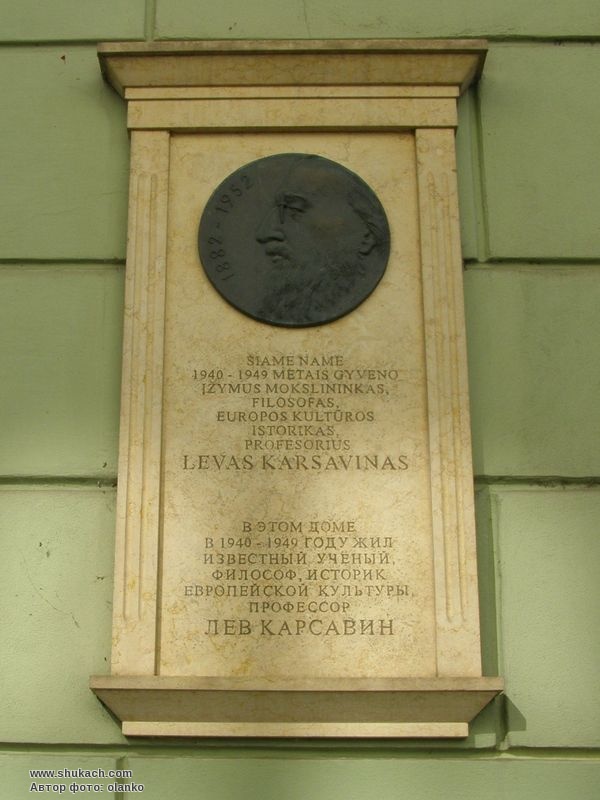 1882 - 1952
ŠIAME NAME
1940 - 1949 METAIS GYVENO
ĮŽYMUS MOKSLININKAS,
FILOSOFAS,
EUROPOS KULTŪROS
ISTORIKAS,
PROFESORIUS
LEVAS KARSAVINAS
В ЭТОМ ДОМЕ
В 1940 - 1949 ГОДУ ЖИЛ
ИЗВЕСТНЫЙ УЧЁНЫЙ,
ФИЛОСОФ, ИСТОРИК
ЕВРОПЕЙСКОЙ КУЛЬТУРЫ,
ПРОФЕССОР
ЛЕВ КАРСАВИН
www.shukach.com
Автор фото: olanko